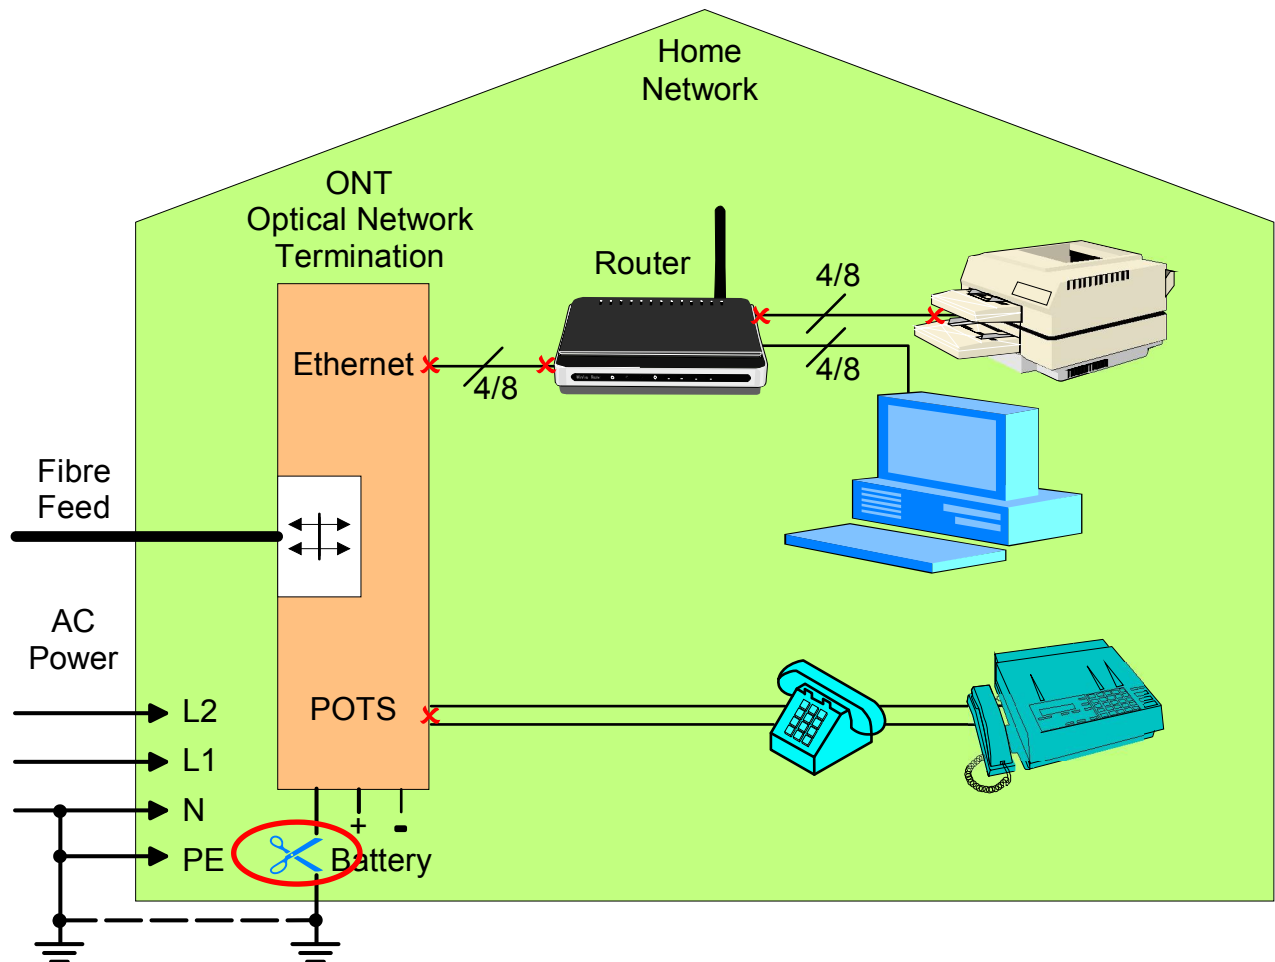 Home
Network
ONT
Optical Network
Termination
Router
4/8
Ethernet
4/8
4/8
Fibre
Feed
AC
Power
L2
POTS
L1
N
+
-
PE
Battery